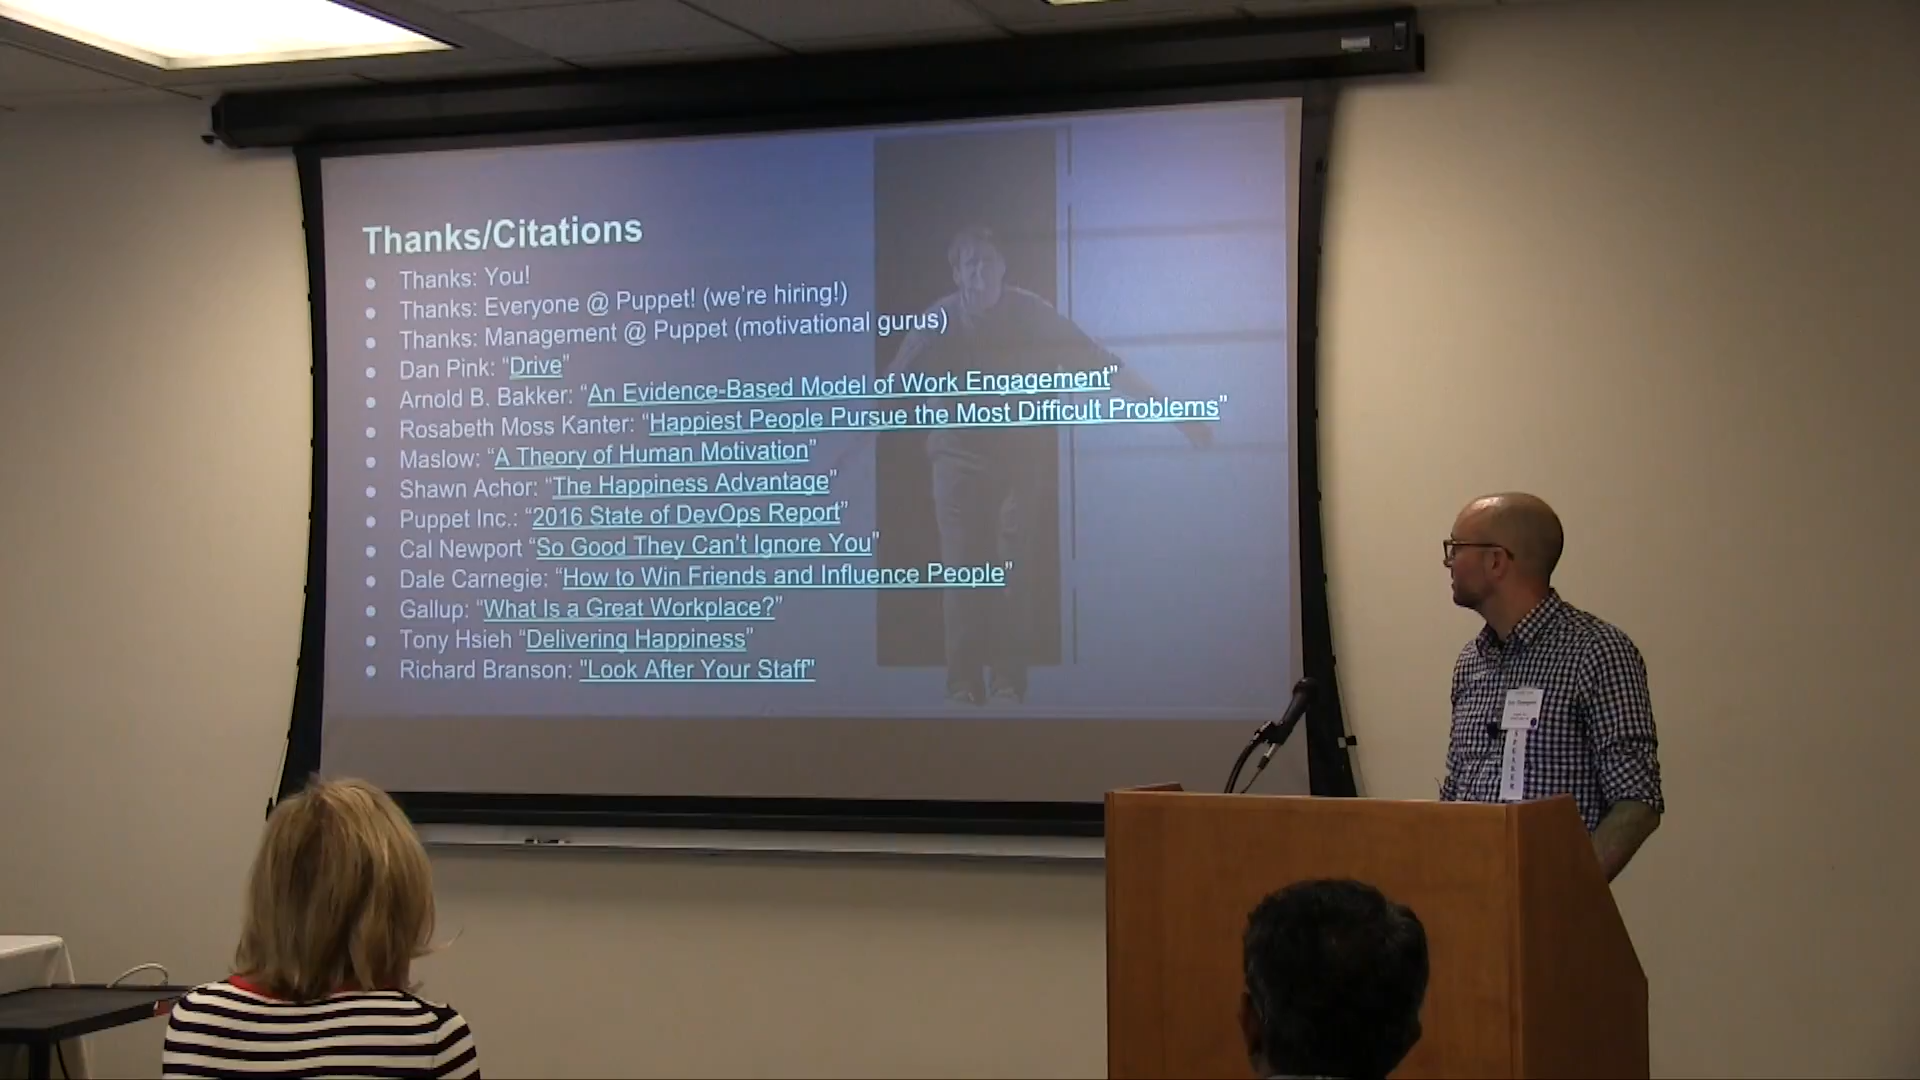 Thanks/Citations
● Thanks: You!
● Thanks: Everyone @ Puppet! (we're hiring!)
● Thanks: Management @ Puppet (motivational gurus)
● Dan Pink: “Drive”
● Arnold B. Bakker: “An Evidence-Based Model of Work Engagement”
● Rosabeth Moss Kanter: “Happiest People Pursue the Most Difficult Problems”
● Maslow: “A Theory of Human Motivation”
● Shawn Achor: “The Happiness Advantage”
● Puppet Inc.: “2016 State of DevOps Report”
● Cal Newport “So Good They Can't Ignore You”
● Dale Carnegie: “How to Win Friends and Influence People”
● Gallup: “What Is a Great Workplace?”
● Tony Hsieh “Delivering Happiness”
● Richard Branson: "Look After Your Staff"
SPEAKER